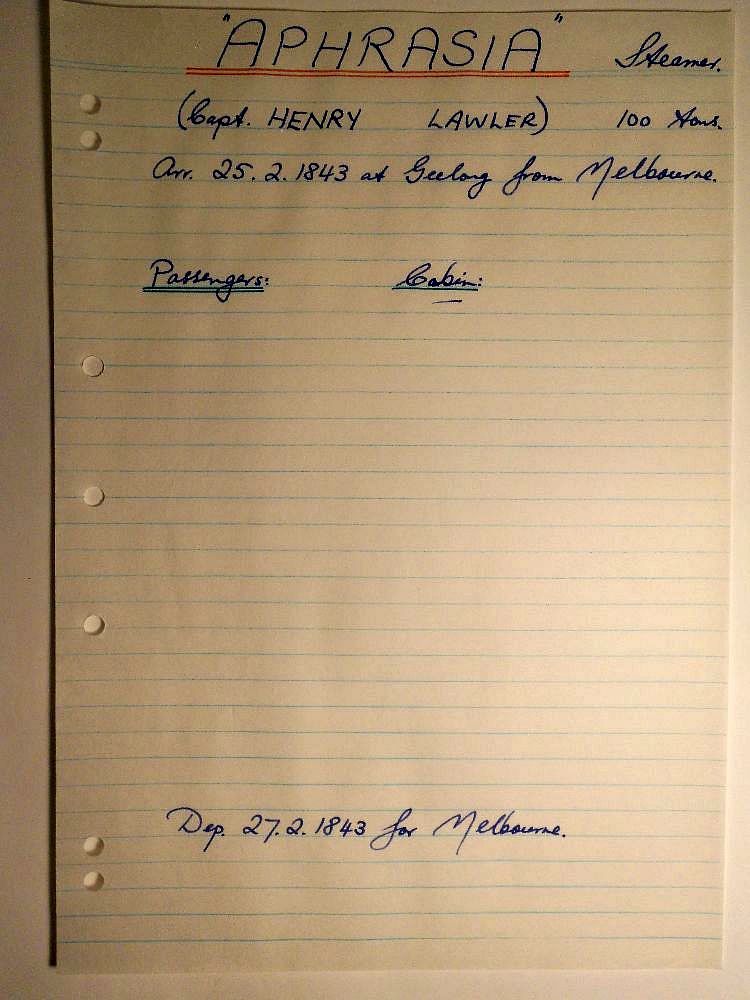 "APHRASIA" Steamer.
(Capt. HENRY LAWLER) 100 Tons.
Arr. 25.2.1843 at Geelong from Melbourne.
Passengers: Cabin:
Dep. 27.2.1843 for Melbourne.